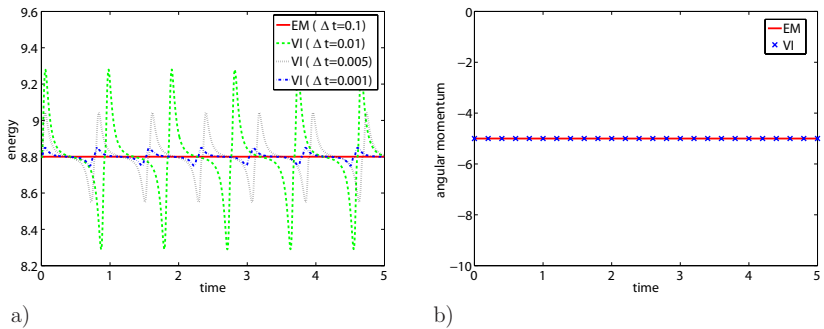 9.6
9.4
9.2
9
8.8
8.6
8.4
8.2
energy
0 1 2 3 4 5
time
EM ( Δ t=0.1)
VI ( Δ t=0.01)
VI ( Δ t=0.005)
VI ( Δ t=0.001)
a)
0
−2
−4
−5
−6
−8
−10
angular momentum
0 1 2 3 4 5
time
EM
VI
b)